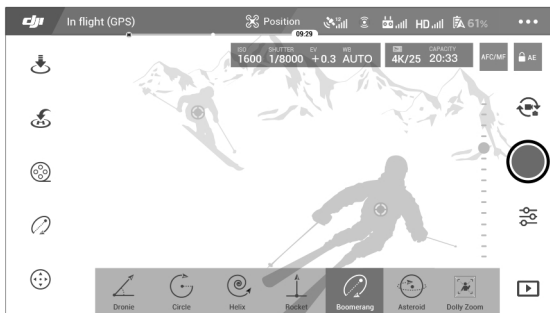 dji In flight (GPS) Position 12 HD 61%
09:29
ISO SHUTTER EV WB CAPACITY
1600 1/8000 +0.3 AUTO 4K/25 20:33 AFC/MF AE
Dronie Circle Helix Rocket Boomerang Asteroid Dolly Zoom